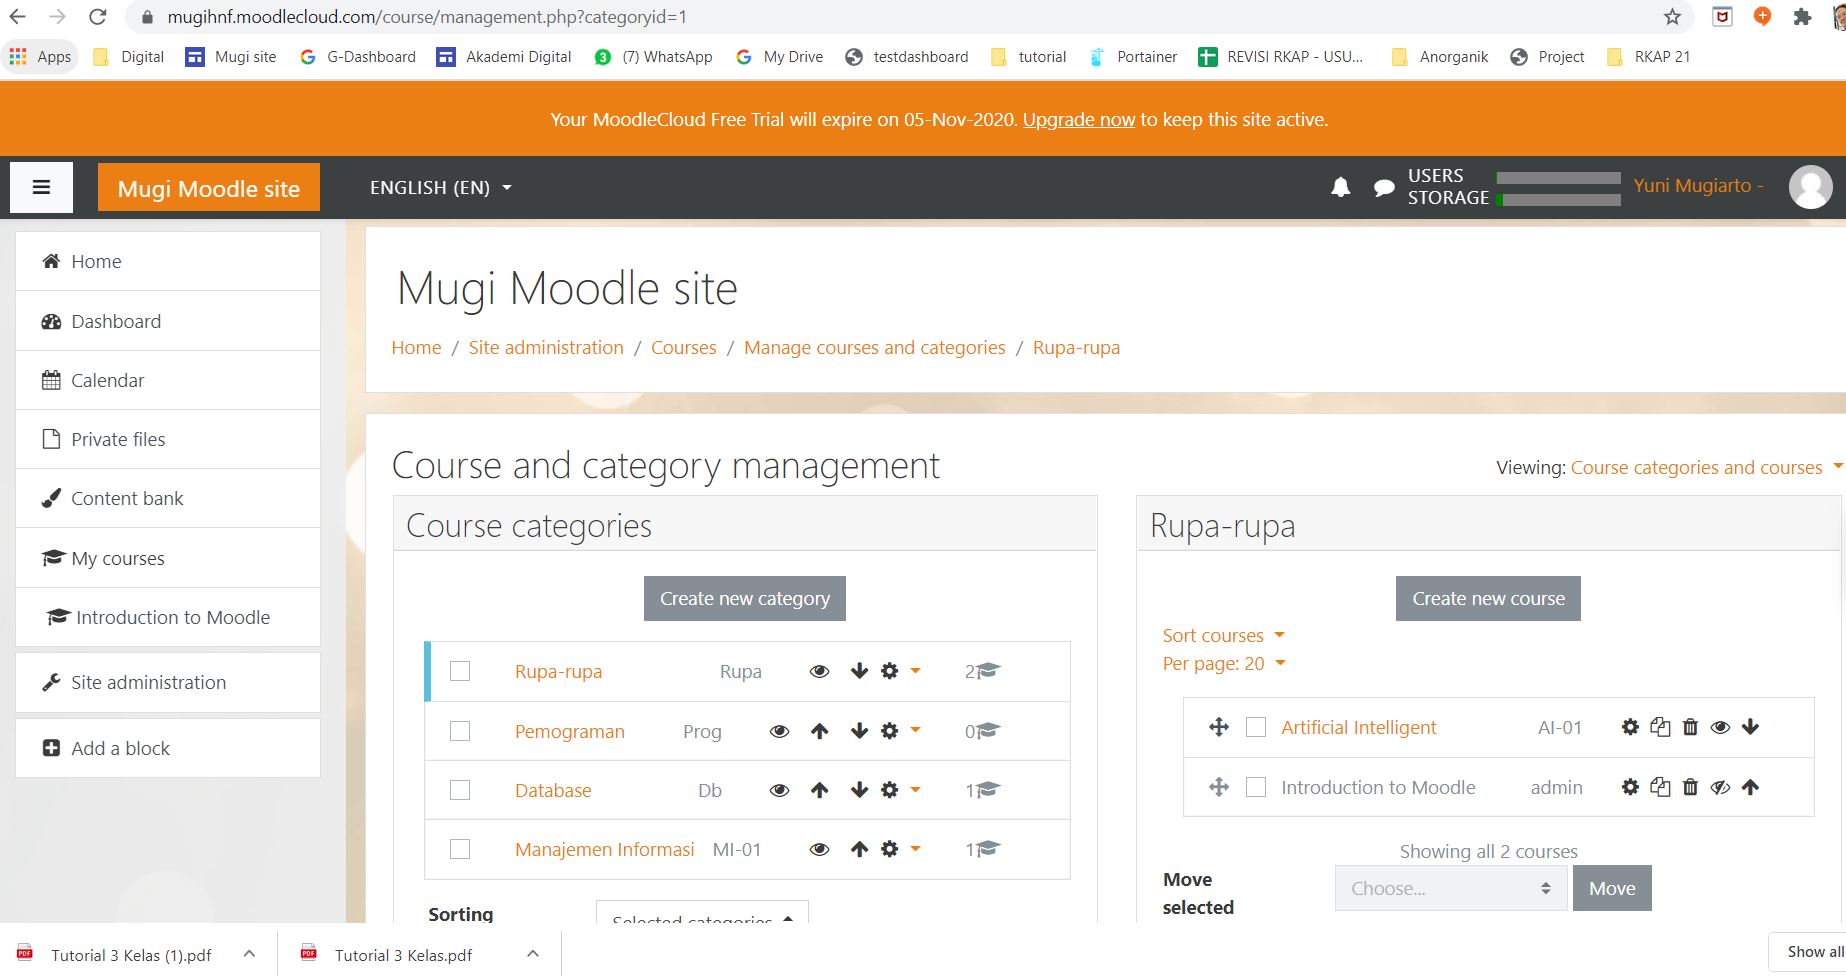 mugihnf.moodlecloud.com/course/management.php?categoryid=1
Apps Digital Mugi site G-Dashboard Akademi Digital (7) WhatsApp My Drive testdashboard tutorial Portainer REVISI RKAP - USU... Anorganik Project RKAP 21
Your MoodleCloud Free Trial will expire on 05-Nov-2020. Upgrade now to keep this site active.
Mugi Moodle site ENGLISH (EN) USERS
STORAGE Yuni Mugiarto -
Home
Dashboard
Calendar
Private files
Content bank
My courses
Introduction to Moodle
Site administration
Add a block
Mugi Moodle site
Home / Site administration / Courses / Manage courses and categories / Rupa-rupa
Course and category management
Viewing: Course categories and courses
Course categories
Create new category
Rupa-rupa Rupa 2
Pemograman Prog 0
Database Db 1
Manajemen Informasi MI-01 1
Sorting Selected categories
Rupa-rupa
Create new course
Sort courses
Per page: 20
Artificial Intelligent AI-01
Introduction to Moodle admin
Showing all 2 courses
Move selected Choose... Move
Tutorial 3 Kelas (1).pdf Tutorial 3 Kelas.pdf Show all